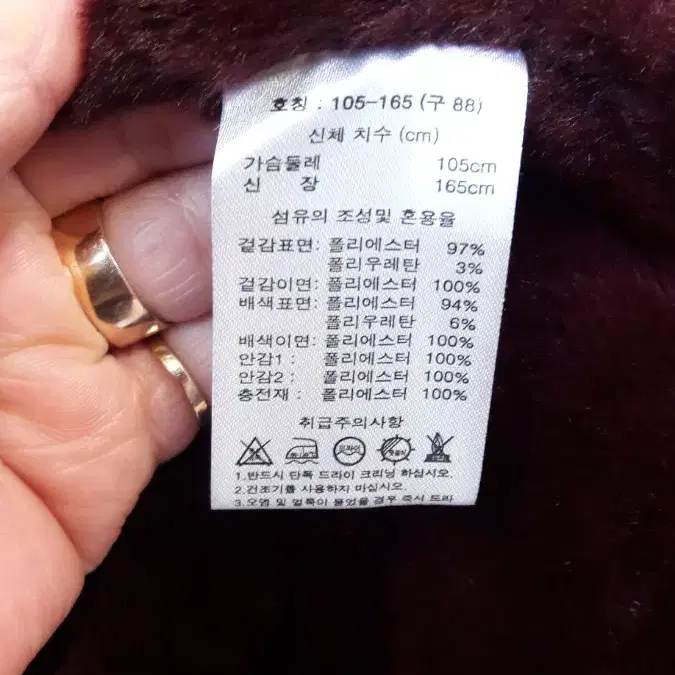 호칭 : 105-165 (구 88)
신체 치수 (cm)
가슴둘레 105cm
신 장 165cm
섬유의 조성및 혼용율
겉감표면: 폴리에스터 97%
폴리우레탄 3%
겉감이면: 폴리에스터 100%
배색표면: 폴리에스터 94%
폴리우레탄 6%
배색이면: 폴리에스터 100%
안감1 : 폴리에스터 100%
안감2 : 폴리에스터 100%
충전재 : 폴리에스터 100%
취급주의사항
드라이
1.반드시 단독 드라이 크리닝 하십시오.
2.건조기를 사용하지 마십시오.
3.오염 및 얼룩이 묻었을 경우 즉시 드라